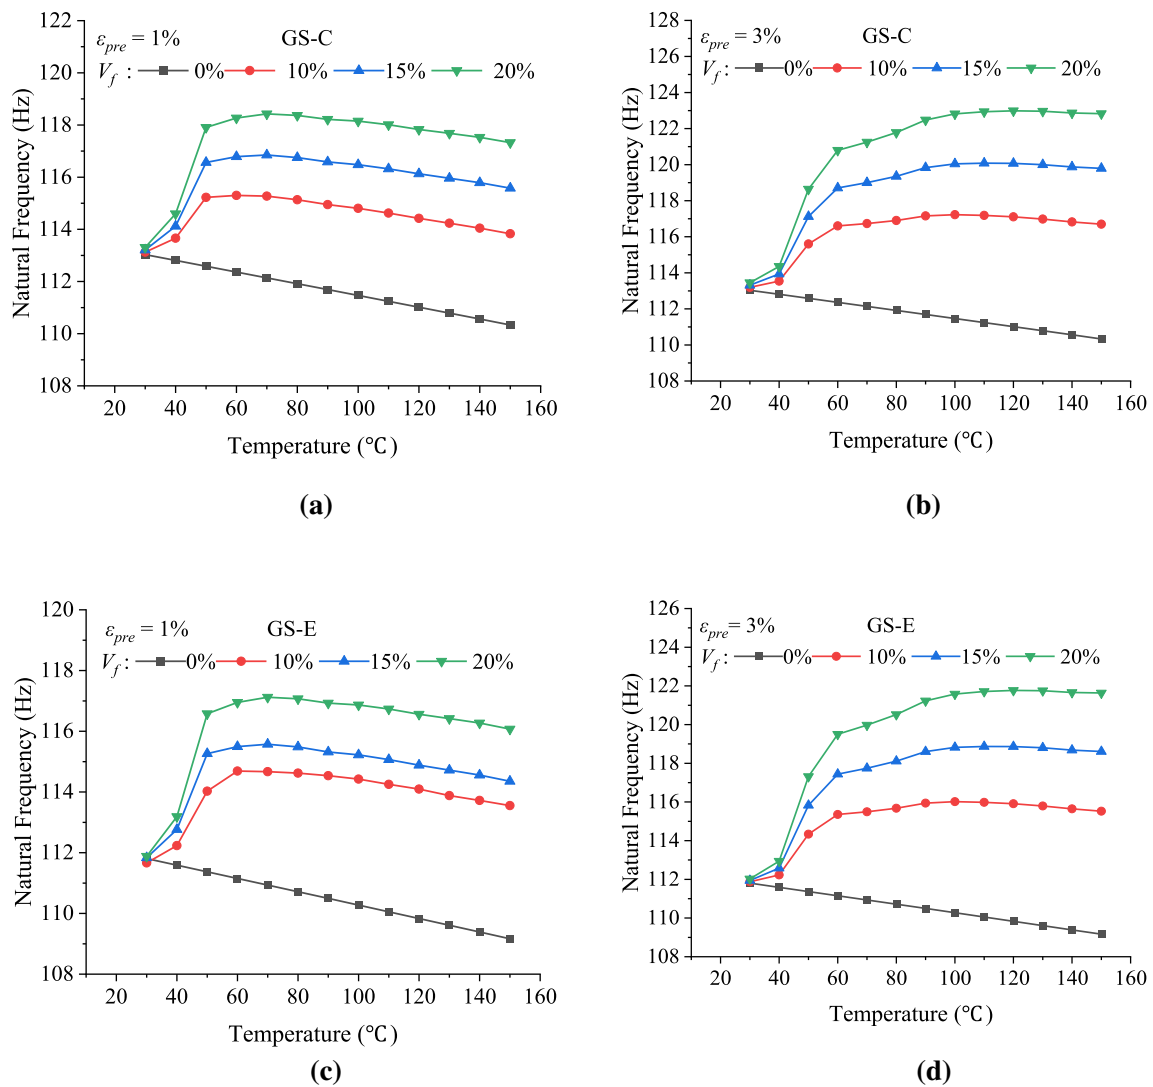 122
120
118
116
114
112
110
108
Natural Frequency (Hz)
ε_pre = 1% GS-C
V_f : 0% 10% 15% 20%
20 40 60 80 100 120 140 160
Temperature (℃)
(a)
128
126
124
122
120
118
116
114
112
110
108
Natural Frequency (Hz)
ε_pre = 3% GS-C
V_f : 0% 10% 15% 20%
20 40 60 80 100 120 140 160
Temperature (℃)
(b)
120
118
116
114
112
110
108
Natural Frequency (Hz)
ε_pre = 1% GS-E
V_f : 0% 10% 15% 20%
20 40 60 80 100 120 140 160
Temperature (℃)
(c)
126
124
122
120
118
116
114
112
110
108
Natural Frequency (Hz)
ε_pre = 3% GS-E
V_f : 0% 10% 15% 20%
20 40 60 80 100 120 140 160
Temperature (℃)
(d)